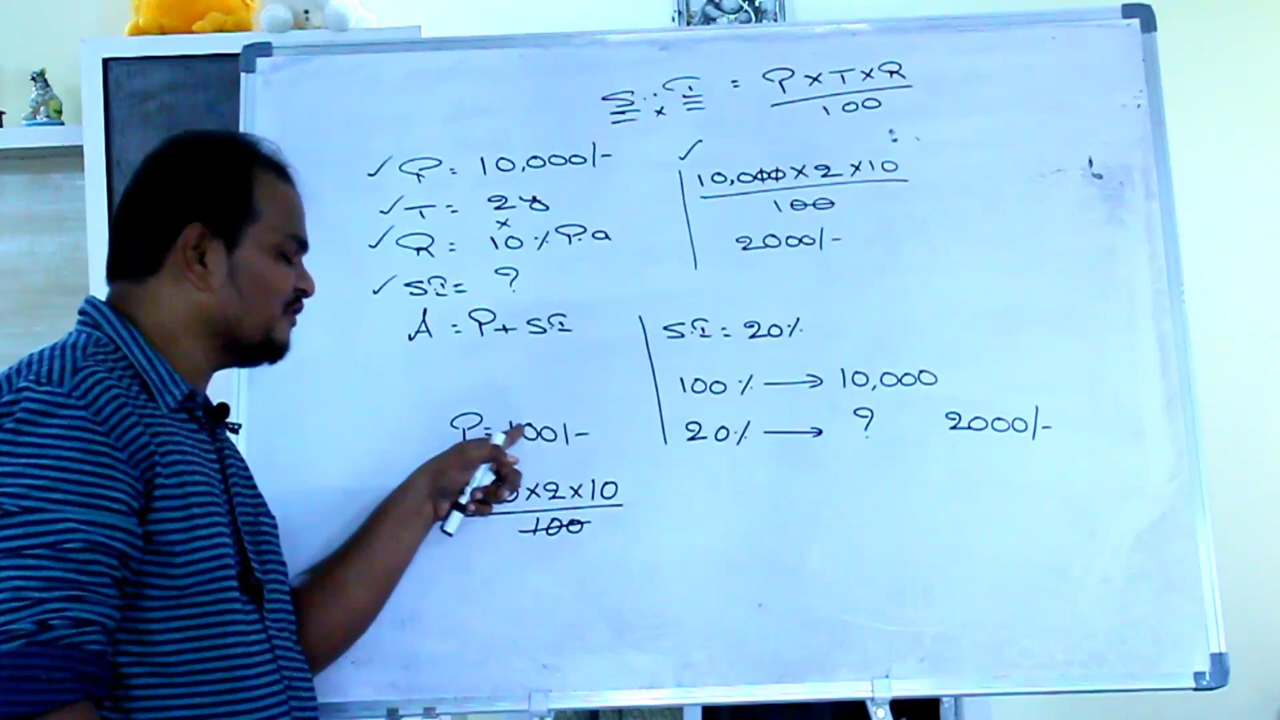 S.I = P×T×R
100
✓ P = 10,000/-
✓ T = 2y
×
✓ R = 10% P.a
✓ SI = ?
A = P + SI
✓
10,000 × 2 × 10
100
2000/-
SI = 20%
100% → 10,000
20% → ? 2000/-
P = 100/-
×2×10
100